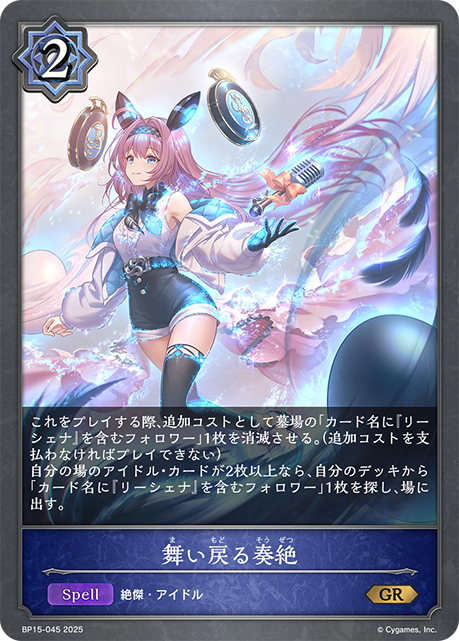 2
これをプレイする際、追加コストとして墓場の「カード名に『リー
シェナ』を含むフォロワー」1枚を消滅させる。(追加コストを支
払わなければプレイできない)
自分の場のアイドル・カードが2枚以上なら、自分のデッキから
「カード名に『リーシェナ』を含むフォロワー」1枚を探し、場に
出す。
ま もど そう ぜつ
舞い戻る奏絶
Spell 絶傑・アイドル GR
BP15-045 2025 © Cygames, Inc.